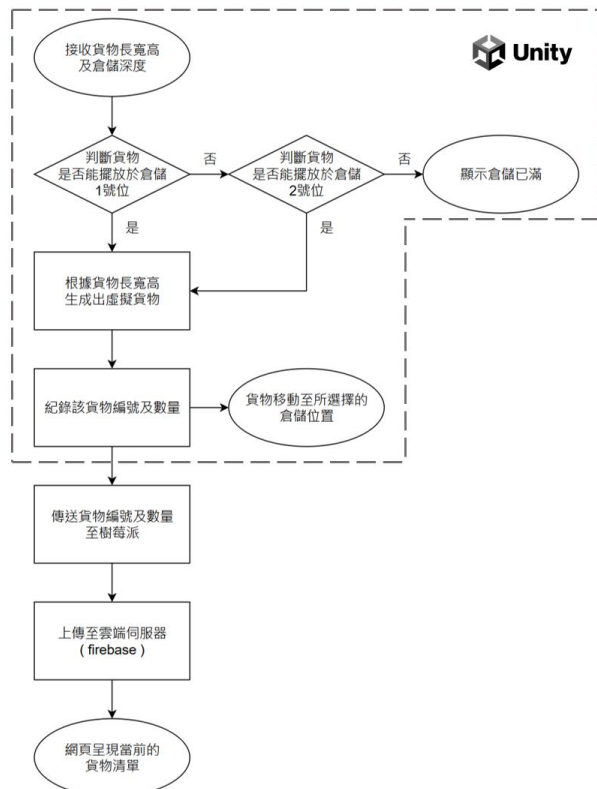 接收貨物長寬高
及倉儲深度
Unity
判斷貨物
是否能擺放於倉儲
1號位
否
判斷貨物
是否能擺放於倉儲
2號位
否
顯示倉儲已滿
是
是
根據貨物長寬高
生成出虛擬貨物
紀錄該貨物編號及數量
貨物移動至所選擇的
倉儲位置
傳送貨物編號及數量
至樹莓派
上傳至雲端伺服器
( firebase )
網頁呈現當前的
貨物清單